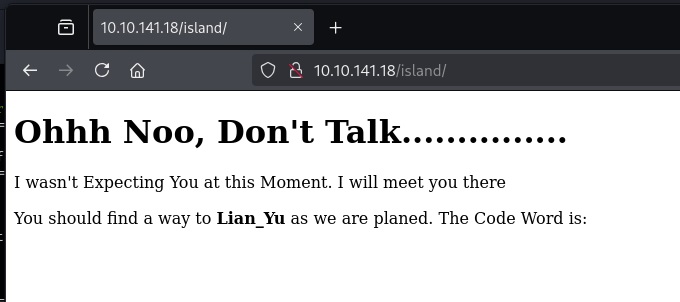 10.10.141.18/island/
10.10.141.18/island/
Ohhh Noo, Don't Talk...............
I wasn't Expecting You at this Moment. I will meet you there
You should find a way to Lian_Yu as we are planed. The Code Word is: